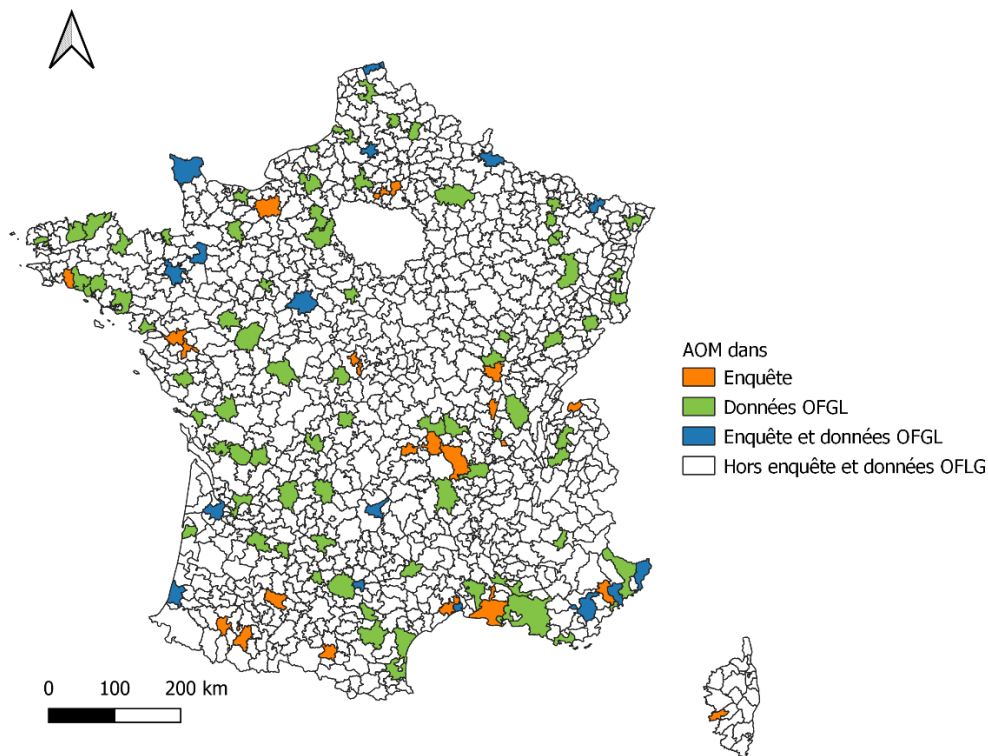 AOM dans
Enquête
Données OFGL
Enquête et données OFGL
Hors enquête et données OFLG
0 100 200 km